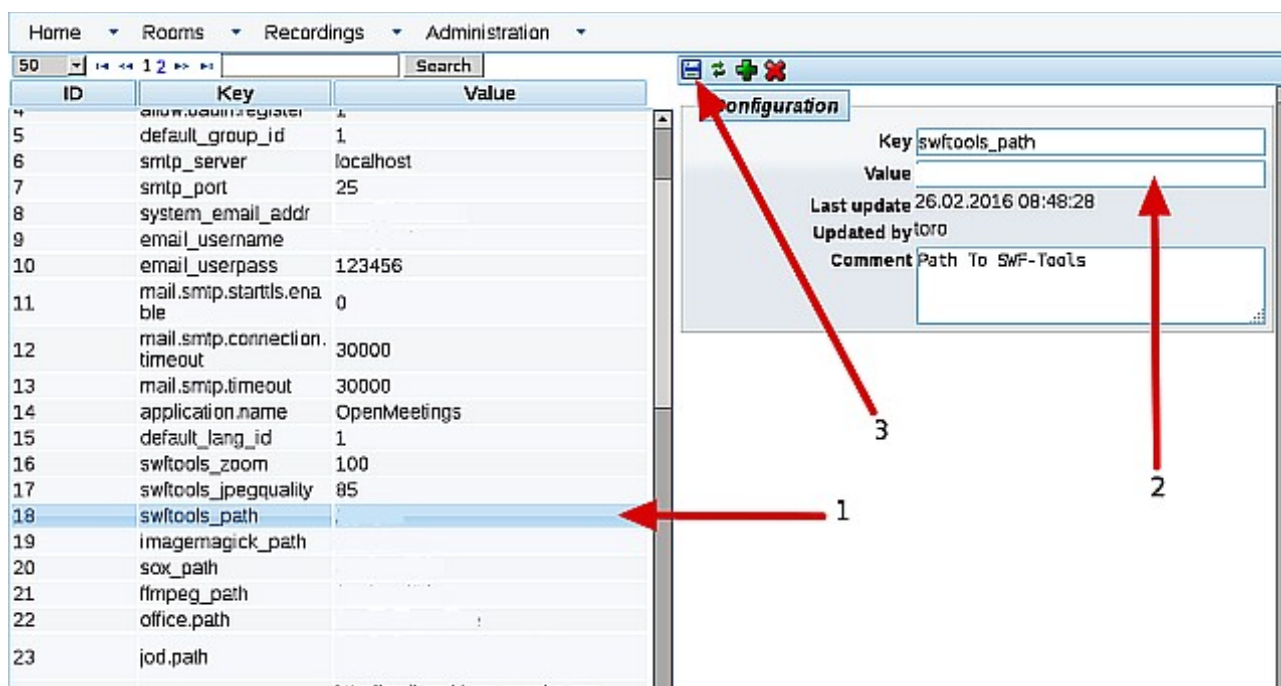 Home Rooms Recordings Administration
50 1 2 Search
ID Key Value
5 default_group_id 1
6 smtp_server localhost
7 smtp_port 25
8 system_email_addr
9 email_username
10 email_userpass 123456
11 mail.smtp.starttls.ena
ble 0
12 mail.smtp.connection.
timeout 30000
13 mail.smtp.timeout 30000
14 application.name OpenMeetings
15 default_lang_id 1
16 swftools_zoom 100
17 swftools_jpegquality 85
18 swftools_path
19 imagemagick_path
20 sox_path
21 ffmpeg_path
22 office.path
23 jod.path
Configuration
Key swftools_path
Value
Last update 26.02.2016 08:48:28
Updated by toro
Comment Path To SWF-Tools
3
2
1